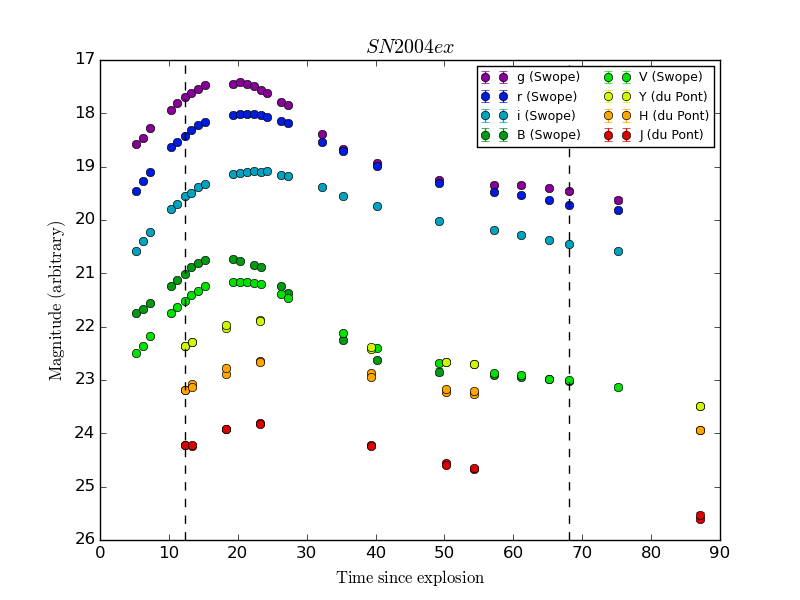 SN2004ex
g (Swope)
r (Swope)
i (Swope)
B (Swope)
V (Swope)
Y (du Pont)
H (du Pont)
J (du Pont)
Magnitude (arbitrary)
17
18
19
20
21
22
23
24
25
26
0 10 20 30 40 50 60 70 80 90
Time since explosion